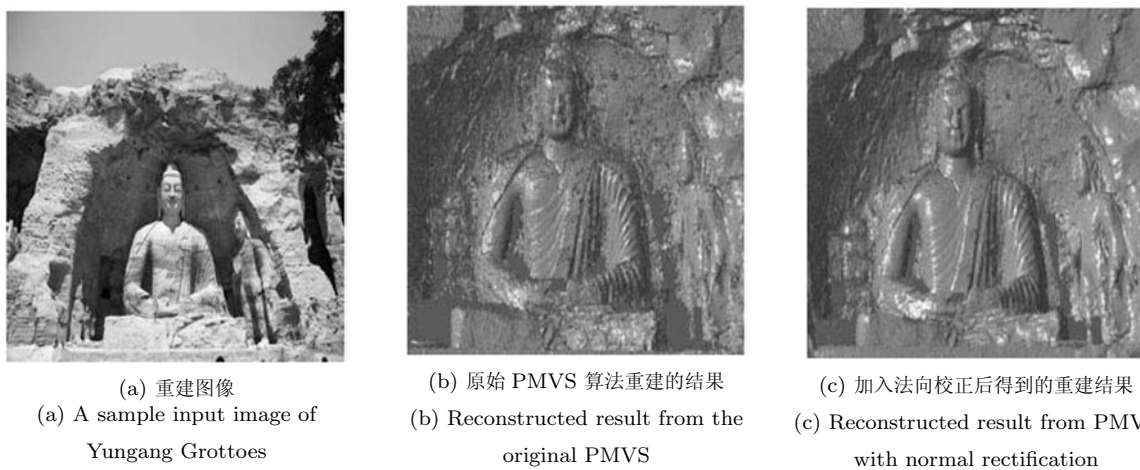 (a) 重建图像
(a) A sample input image of
Yungang Grottoes
(b) 原始 PMVS 算法重建的结果
(b) Reconstructed result from the
original PMVS
(c) 加入法向校正后得到的重建结果
(c) Reconstructed result from PMV
with normal rectification